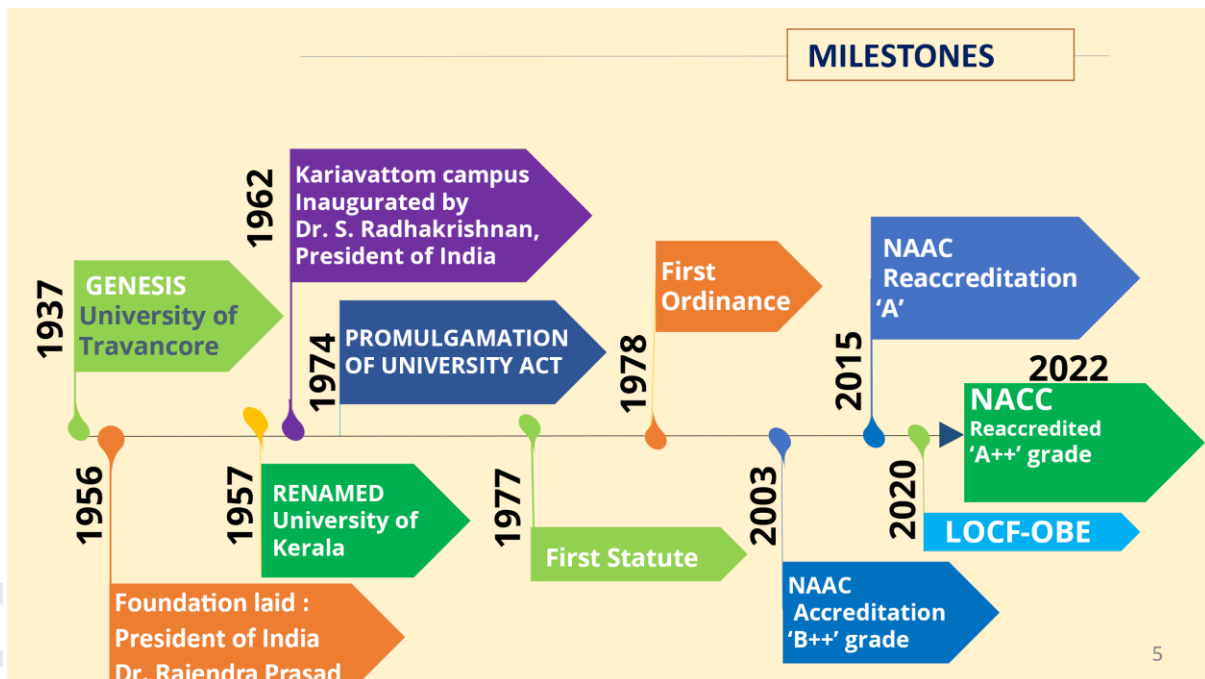 MILESTONES
1937
GENESIS
University of
Travancore
1956
Foundation laid :
President of India
Dr. Rajendra Prasad
1957
RENAMED
University of
Kerala
1962
Kariavattom campus
Inaugurated by
Dr. S. Radhakrishnan,
President of India
1974
PROMULGAMATION
OF UNIVERSITY ACT
1977
First Statute
1978
First
Ordinance
2003
NAAC
Accreditation
‘B++’ grade
2015
NAAC
Reaccreditation
‘A’
2020
LOCF-OBE
2022
NACC
Reaccredited
‘A++’ grade
5